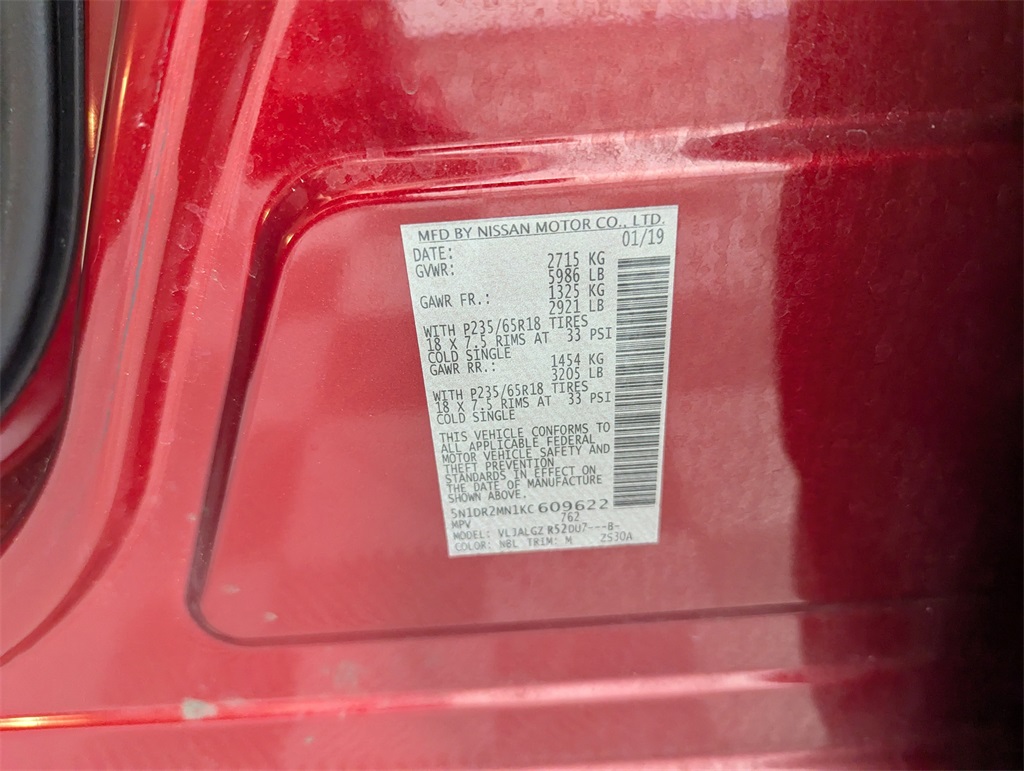 MFD BY NISSAN MOTOR CO., LTD.
DATE: 01/19
GVWR: 2715 KG
5986 LB
GAWR FR.: 1325 KG
2921 LB
WITH P235/65R18 TIRES
18 X 7.5 RIMS AT 33 PSI
COLD SINGLE
GAWR RR.: 1454 KG
3205 LB
WITH P235/65R18 TIRES
18 X 7.5 RIMS AT 33 PSI
COLD SINGLE
THIS VEHICLE CONFORMS TO
ALL APPLICABLE FEDERAL
MOTOR VEHICLE SAFETY AND
THEFT PREVENTION
STANDARDS IN EFFECT ON
THE DATE OF MANUFACTURE
SHOWN ABOVE.
5N1DR2MN1KC609622
MPV 762
MODEL: R52DU7---B-
COLOR: NBL TRIM: M ZS30A